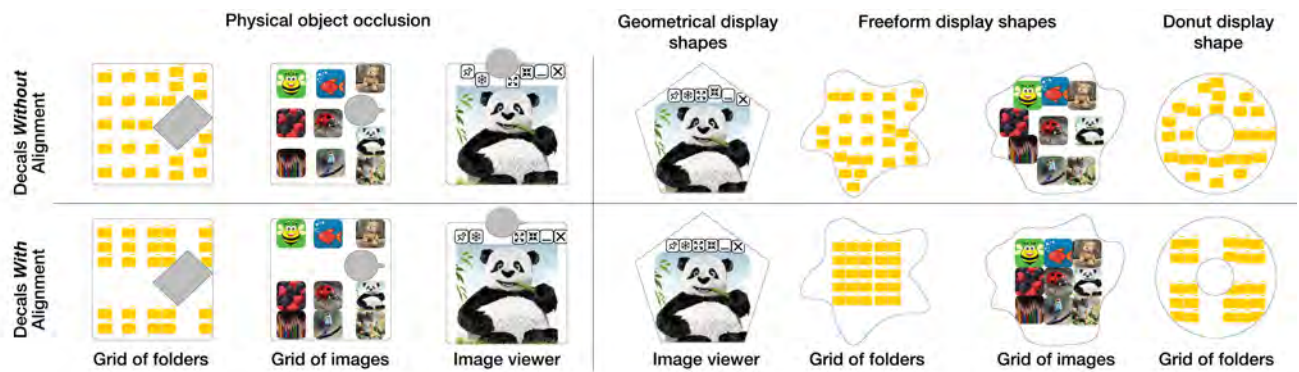 Physical object occlusion
Geometrical display
shapes
Freeform display shapes
Donut display
shape
Decals Without
Alignment
Decals With
Alignment
Grid of folders
Grid of images
Image viewer
Image viewer
Grid of folders
Grid of images
Grid of folders